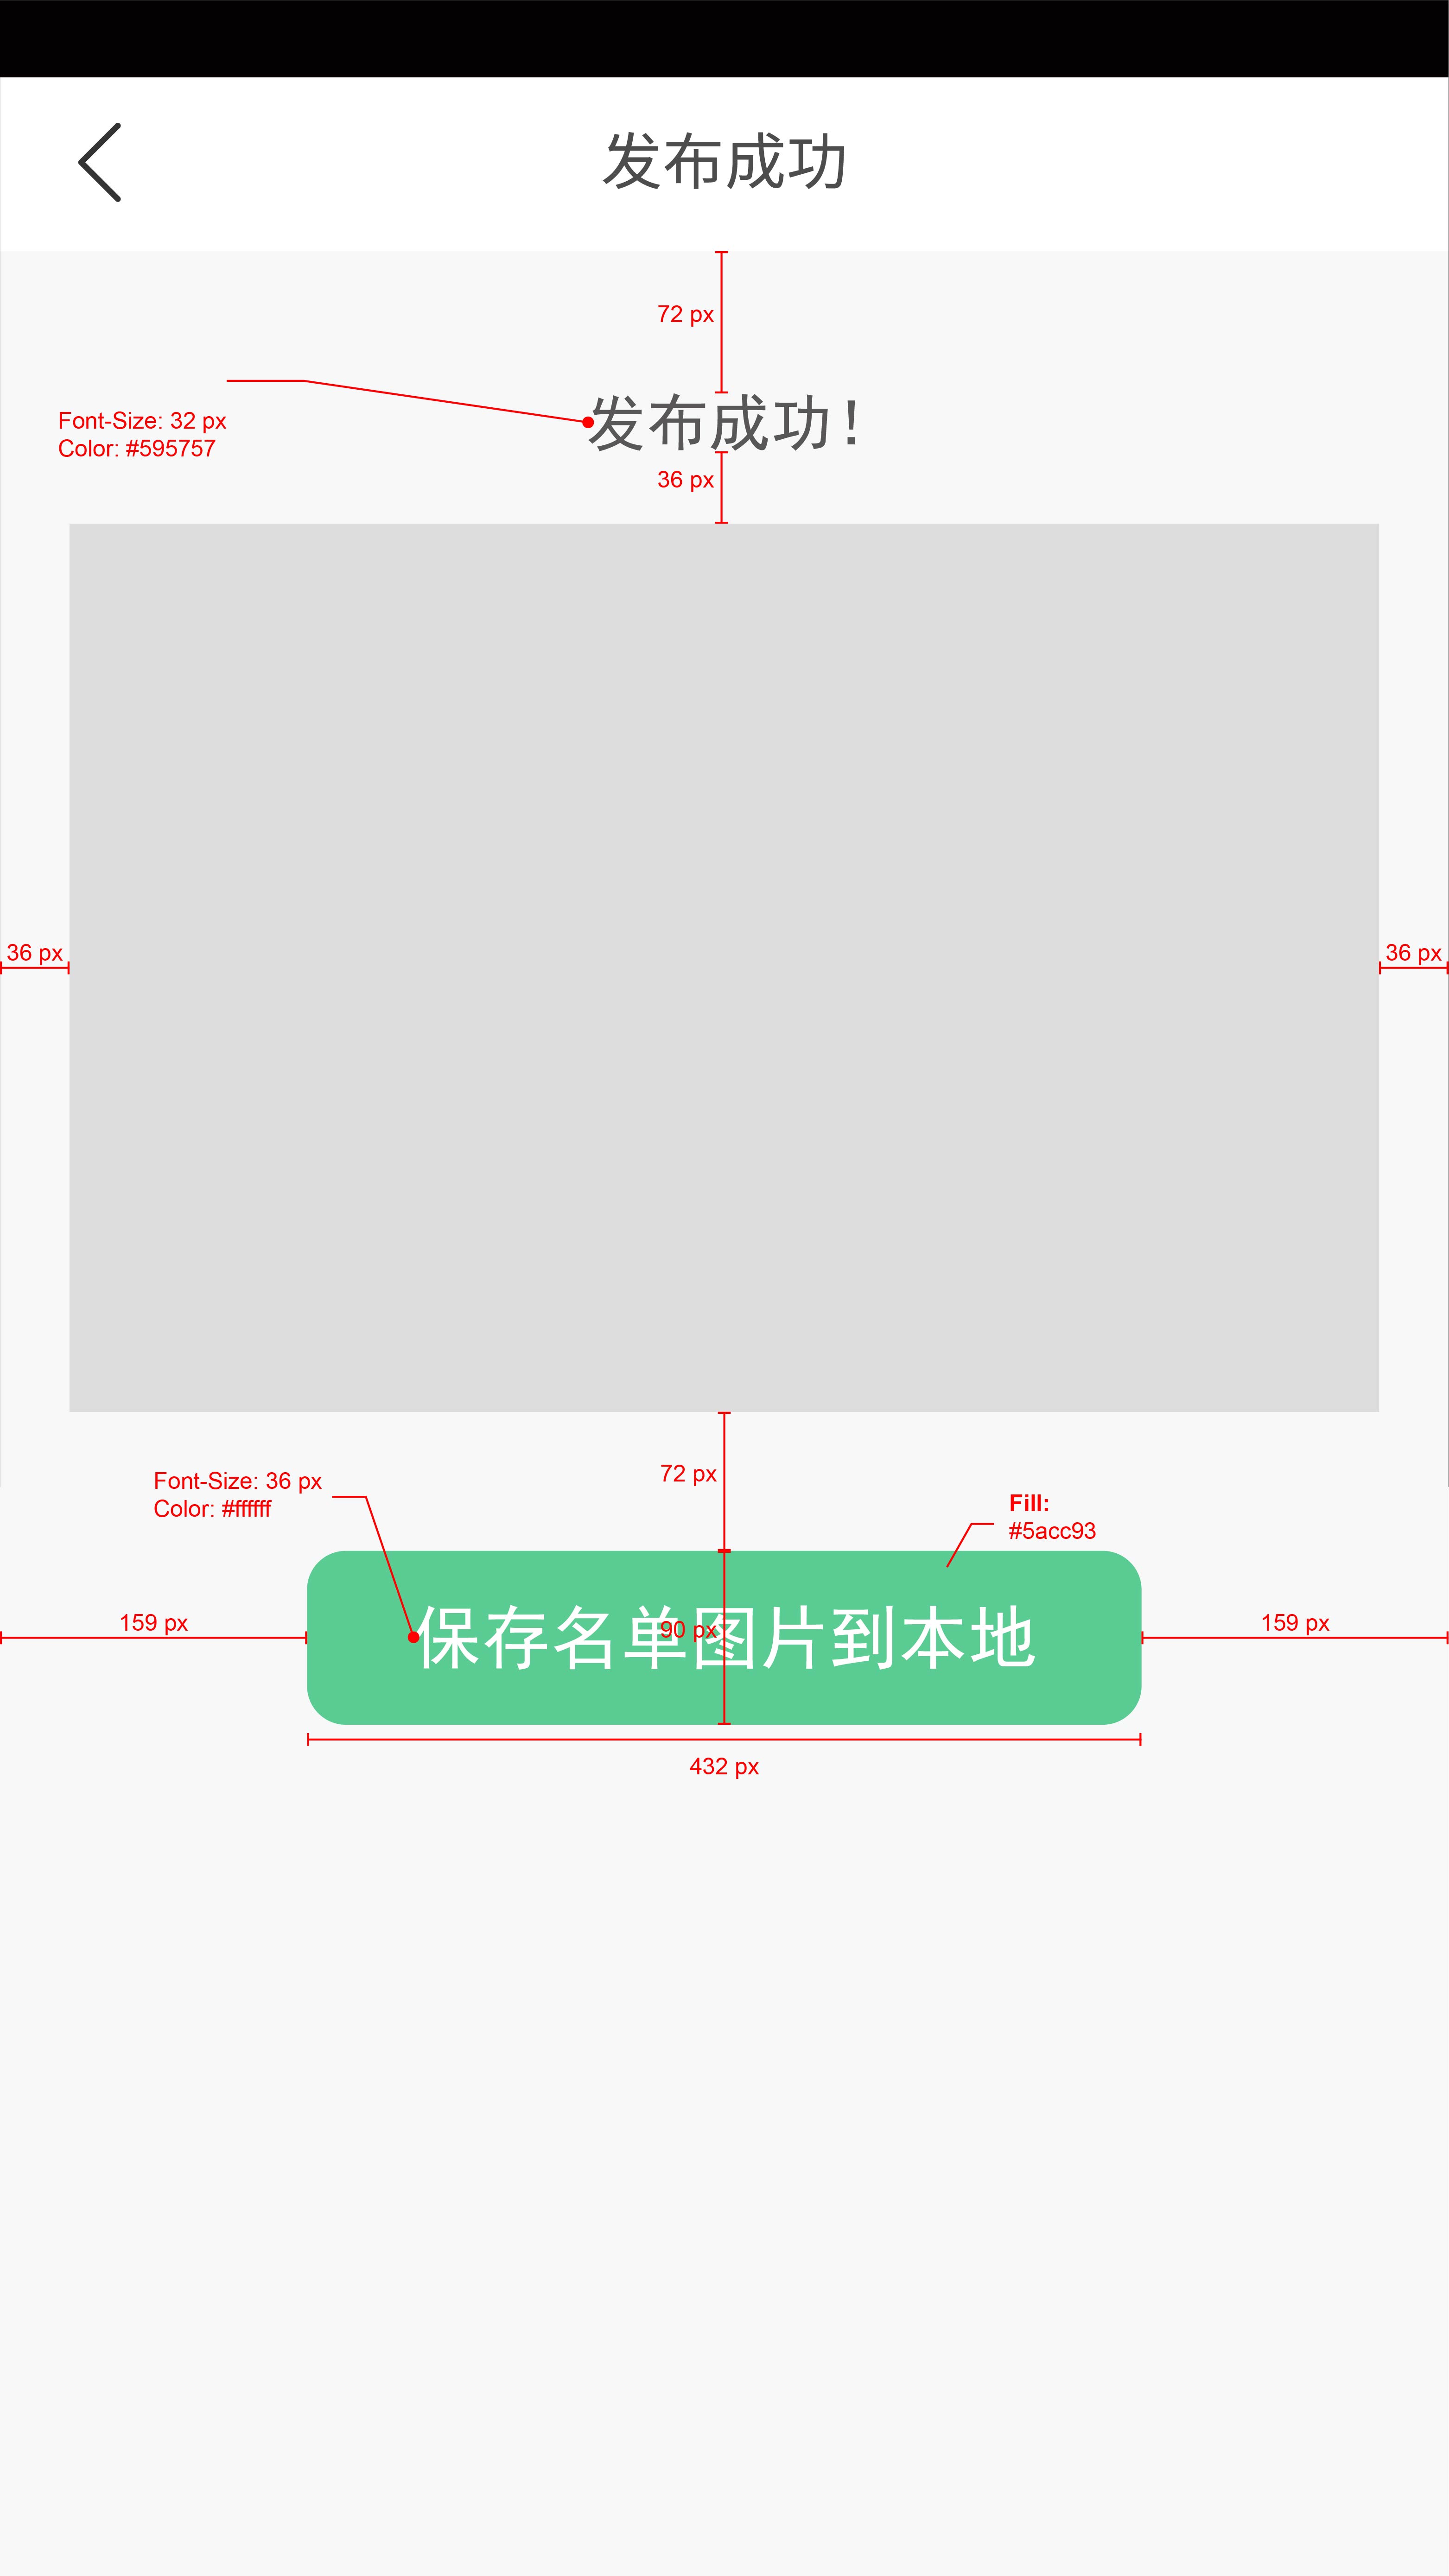 发布成功
72 px
Font-Size: 32 px
Color: #595757
发布成功！
36 px
36 px
36 px
72 px
Font-Size: 36 px
Color: #ffffff
Fill:
#5acc93
159 px
保存名单图片到本地
90 px
159 px
432 px